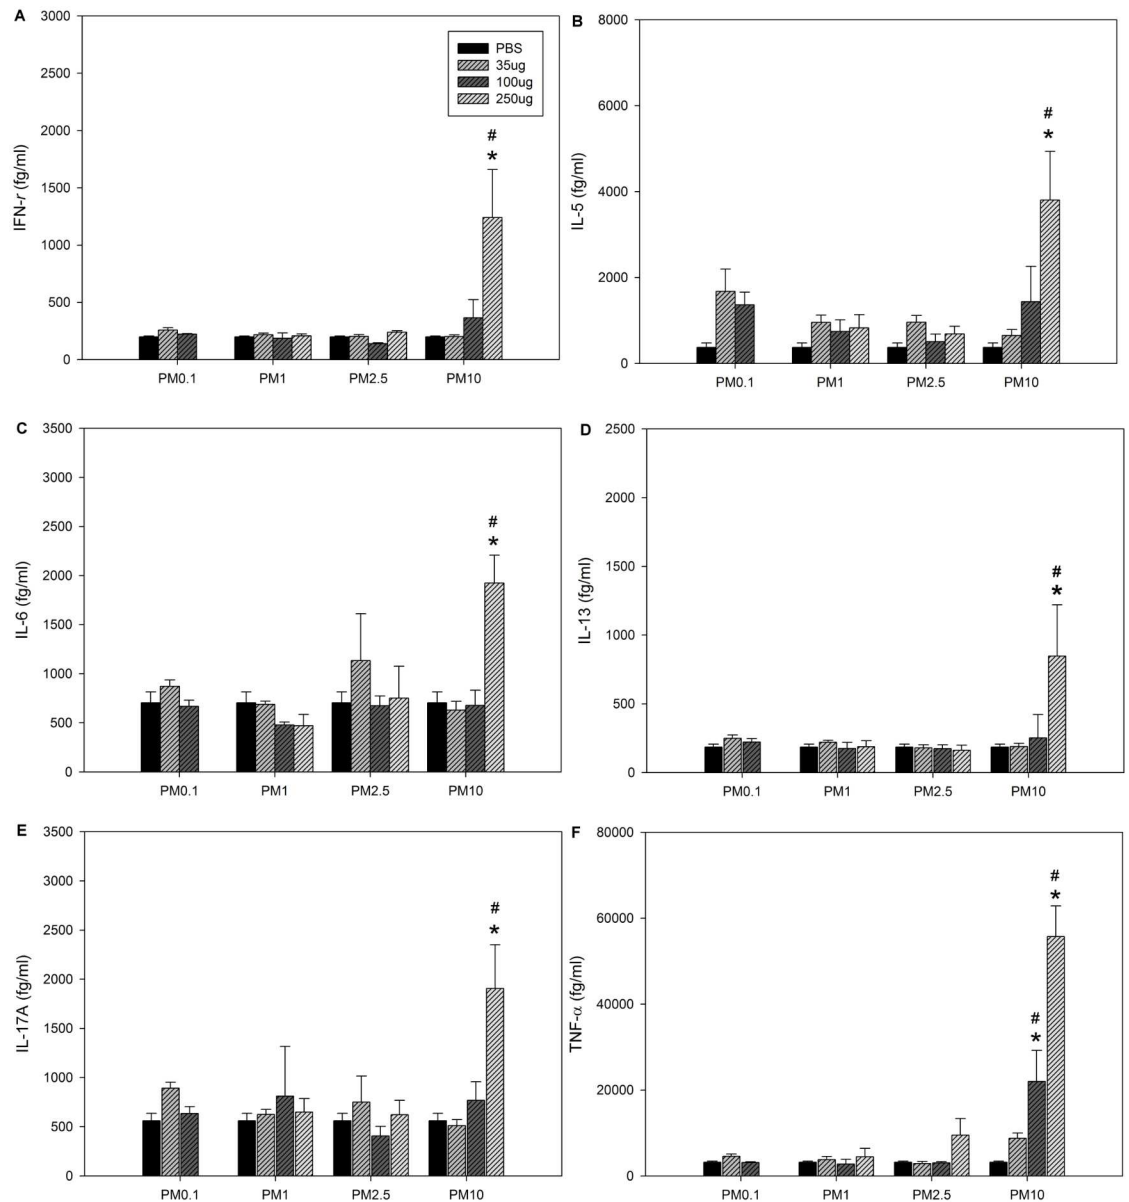 A
IFN-r (fg/ml)
3000
2500
2000
1500
1000
500
0
PBS
35ug
100ug
250ug
#
*
PM0.1 PM1 PM2.5 PM10
B
IL-5 (fg/ml)
8000
6000
4000
2000
0
#
*
PM0.1 PM1 PM2.5 PM10
C
IL-6 (fg/ml)
3500
3000
2500
2000
1500
1000
500
0
#
*
PM0.1 PM1 PM2.5 PM10
D
IL-13 (fg/ml)
2500
2000
1500
1000
500
0
#
*
PM0.1 PM1 PM2.5 PM10
E
IL-17A (fg/ml)
3500
3000
2500
2000
1500
1000
500
0
#
*
PM0.1 PM1 PM2.5 PM10
F
TNF-α (fg/ml)
80000
60000
40000
20000
0
#
*
#
*
PM0.1 PM1 PM2.5 PM10